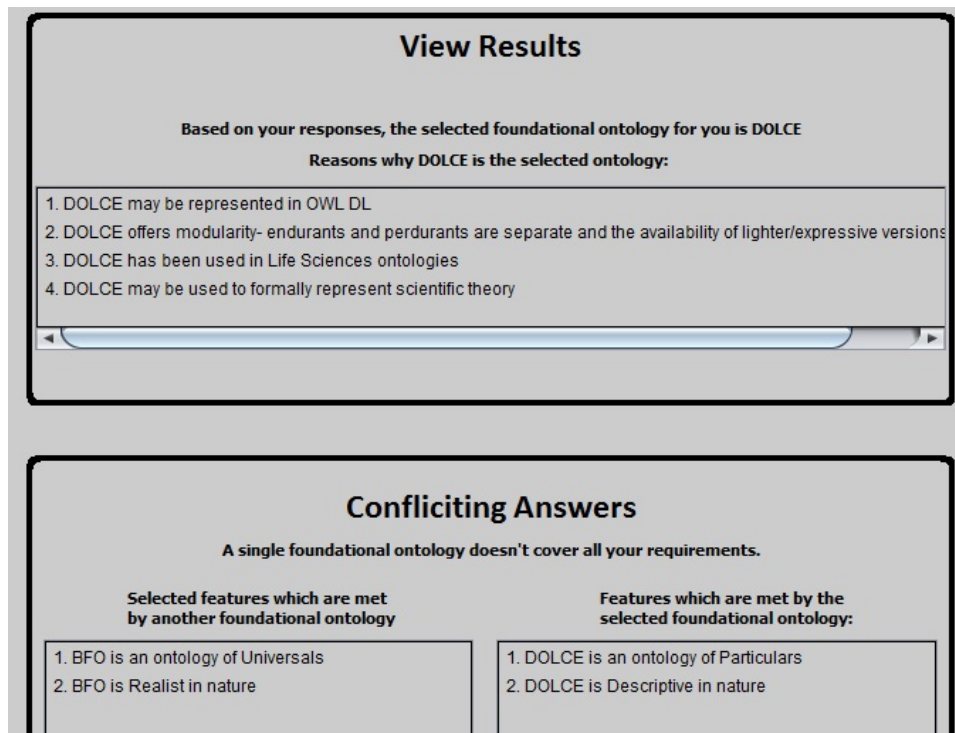 View Results
Based on your responses, the selected foundational ontology for you is DOLCE
Reasons why DOLCE is the selected ontology:
1. DOLCE may be represented in OWL DL
2. DOLCE offers modularity- endurants and perdurants are separate and the availability of lighter/expressive versions
3. DOLCE has been used in Life Sciences ontologies
4. DOLCE may be used to formally represent scientific theory
Confliciting Answers
A single foundational ontology doesn't cover all your requirements.
Selected features which are met
by another foundational ontology
1. BFO is an ontology of Universals
2. BFO is Realist in nature
Features which are met by the
selected foundational ontology:
1. DOLCE is an ontology of Particulars
2. DOLCE is Descriptive in nature